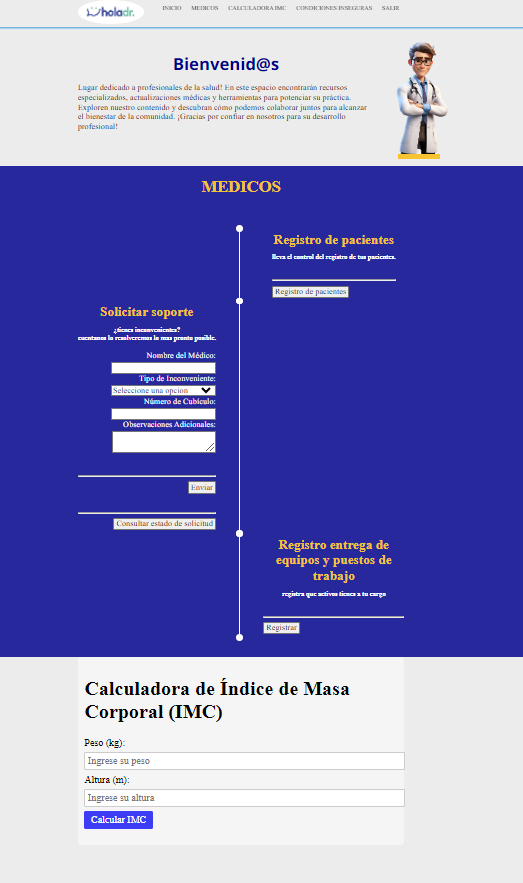 holadr.
INICIO MEDICOS CALCULADORA IMC CONDICIONES INSEGURAS SALIR
Bienvenid@s
Lugar dedicado a profesionales de la salud! En este espacio encontrarán recursos
especializados, actualizaciones médicas y herramientas para potenciar su práctica.
Exploren nuestro contenido y descubran cómo podemos colaborar juntos para alcanzar
el bienestar de la comunidad. ¡Gracias por confiar en nosotros para su desarrollo
profesional!
MEDICOS
Registro de pacientes
lleva el control del registro de tus pacientes.
Registro de pacientes
Solicitar soporte
¿tienes inconvenientes?
cuentanos lo resolveremos lo mas pronto posible.
Nombre del Médico:
Tipo de Inconveniente:
Seleccione una opcion
Número de Cubículo:
Observaciones Adicionales:
Enviar
Consultar estado de solicitud
Registro entrega de
equipos y puestos de
trabajo
registra que activos tienes a tu cargo
Registrar
Calculadora de Índice de Masa
Corporal (IMC)
Peso (kg):
Ingrese su peso
Altura (m):
Ingrese su altura
Calcular IMC